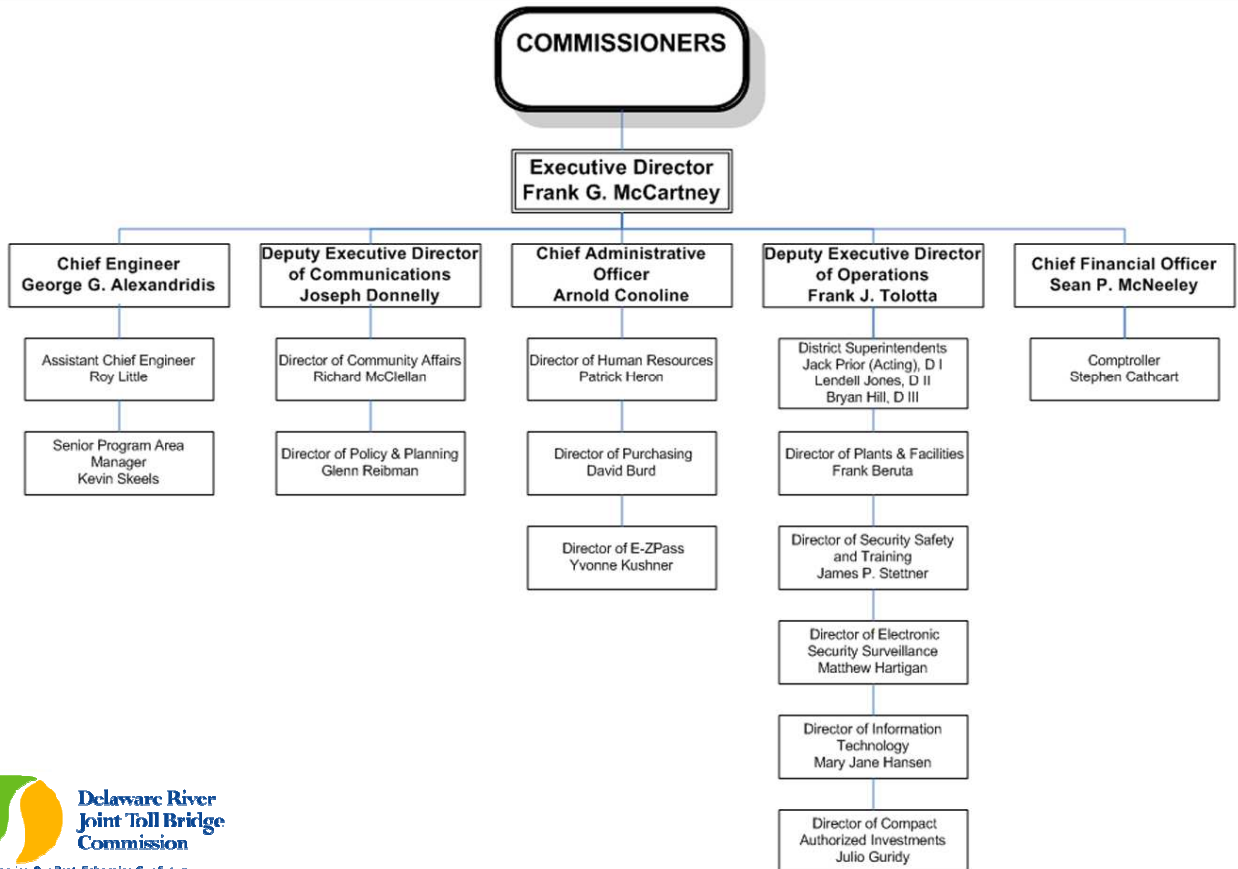 COMMISSIONERS
Executive Director
Frank G. McCartney
Chief Engineer
George G. Alexandridis
Deputy Executive Director
of Communications
Joseph Donnelly
Chief Administrative
Officer
Arnold Conoline
Deputy Executive Director
of Operations
Frank J. Tolotta
Chief Financial Officer
Sean P. McNeeley
Assistant Chief Engineer
Roy Little
Director of Community Affairs
Richard McClellan
Director of Human Resources
Patrick Heron
District Superintendents
Jack Prior (Acting), D I
Lendell Jones, D II
Bryan Hill, D III
Comptroller
Stephen Cathcart
Senior Program Area
Manager
Kevin Skeels
Director of Policy & Planning
Glenn Reibman
Director of Purchasing
David Burd
Director of Plants & Facilities
Frank Beruta
Director of E-ZPass
Yvonne Kushner
Director of Security Safety
and Training
James P. Stettner
Director of Electronic
Security Surveillance
Matthew Hartigan
Director of Information
Technology
Mary Jane Hansen
Director of Compact
Authorized Investments
Julio Guridy
Delaware River
Joint Toll Bridge
Commission